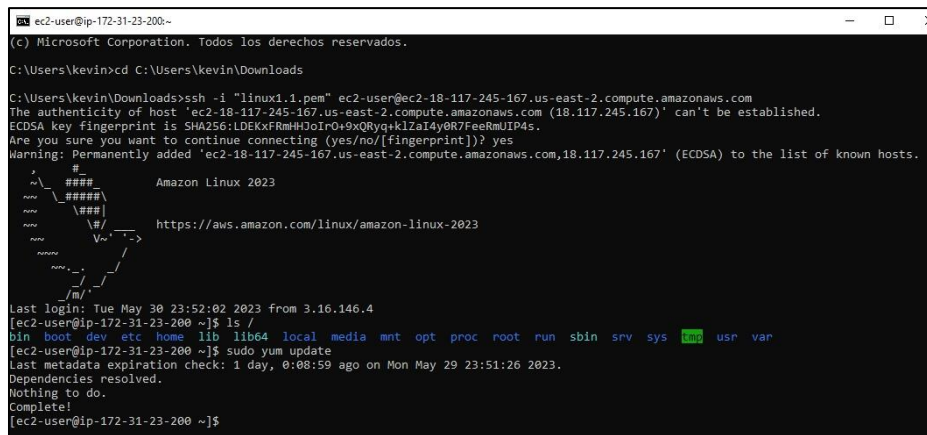 ec2-user@ip-172-31-23-200:~
(c) Microsoft Corporation. Todos los derechos reservados.
C:\Users\kevin>cd C:\Users\kevin\Downloads
C:\Users\kevin\Downloads>ssh -i "linux1.1.pem" ec2-user@ec2-18-117-245-167.us-east-2.compute.amazonaws.com
The authenticity of host 'ec2-18-117-245-167.us-east-2.compute.amazonaws.com (18.117.245.167)' can't be established.
ECDSA key fingerprint is SHA256:LDEKxFRmHHJoIrO+9xQRyq+klZaI4y0R7FeeRmUIP4s.
Are you sure you want to continue connecting (yes/no/[fingerprint])? yes
Warning: Permanently added 'ec2-18-117-245-167.us-east-2.compute.amazonaws.com,18.117.245.167' (ECDSA) to the list of known hosts.
   ,     #_
   ~\_  ####_        Amazon Linux 2023
  ~~  \_#####\
  ~~     \###|
  ~~       \#/ ___   https://aws.amazon.com/linux/amazon-linux-2023
   ~~       V~' '->
    ~~~         /
      ~~._.   _/
         _/ _/
       _/m/'
Last login: Tue May 30 23:52:02 2023 from 3.16.146.4
[ec2-user@ip-172-31-23-200 ~]$ ls /
bin boot dev etc home lib lib64 local media mnt opt proc root run sbin srv sys tmp usr var
[ec2-user@ip-172-31-23-200 ~]$ sudo yum update
Last metadata expiration check: 1 day, 0:08:59 ago on Mon May 29 23:51:26 2023.
Dependencies resolved.
Nothing to do.
Complete!
[ec2-user@ip-172-31-23-200 ~]$